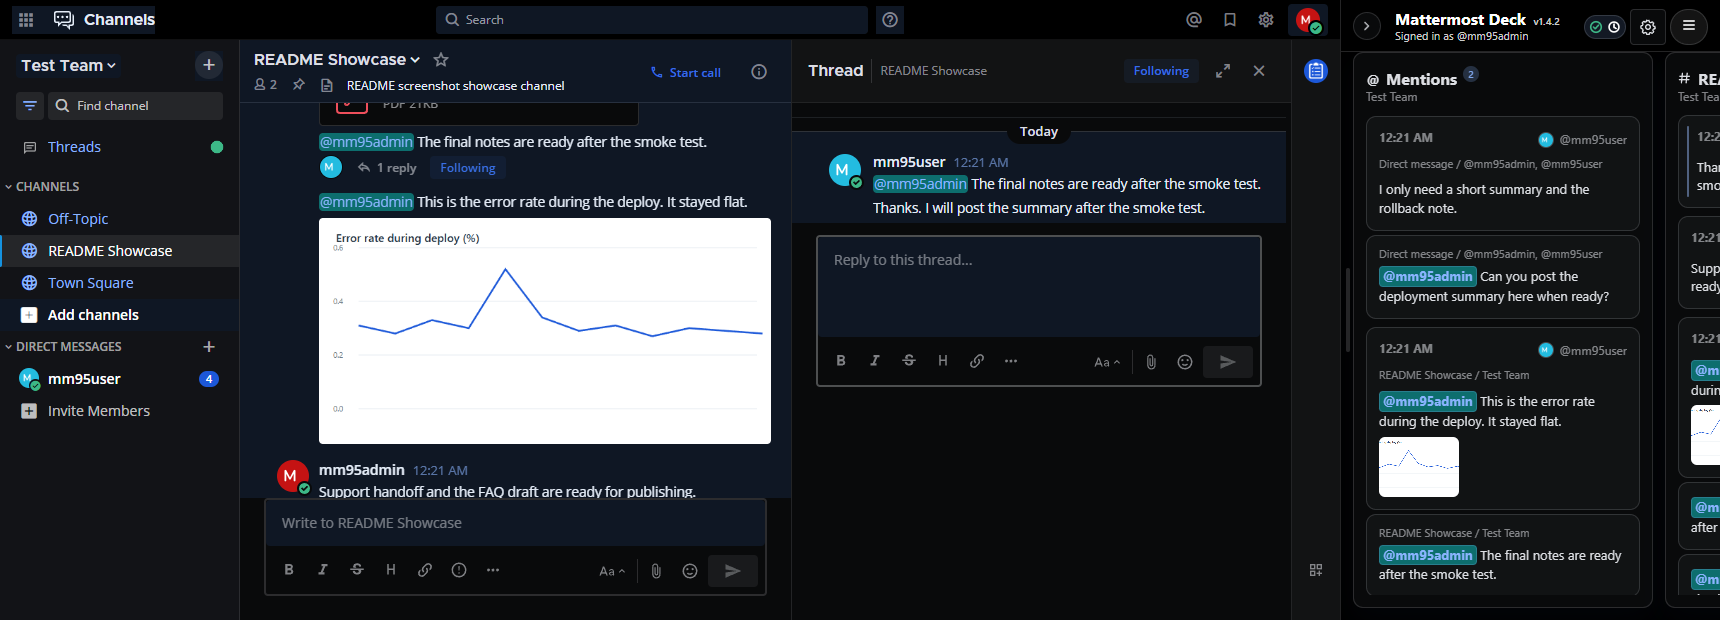 Channels
Search
Mattermost Deck v1.4.2
Signed in as @mm95admin
Test Team
Find channel
Threads
CHANNELS
Off-Topic
README Showcase
Town Square
Add channels
DIRECT MESSAGES
mm95user 4
Invite Members
README Showcase
2 README screenshot showcase channel
Start call
PDF 21KB
@mm95admin The final notes are ready after the smoke test.
M 1 reply Following
@mm95admin This is the error rate during the deploy. It stayed flat.
Error rate during deploy (%)
0.6
0.4
0.2
0.0
M mm95admin 12:21 AM
Support handoff and the FAQ draft are ready for publishing.
Write to README Showcase
B I S H Aa
Thread README Showcase Following
Today
M mm95user 12:21 AM
@mm95admin The final notes are ready after the smoke test.
Thanks. I will post the summary after the smoke test.
Reply to this thread...
B I S H Aa
@ Mentions 2
Test Team
12:21 AM M @mm95user
Direct message / @mm95admin, @mm95user
I only need a short summary and the
rollback note.
Direct message / @mm95admin, @mm95user
@mm95admin Can you post the
deployment summary here when ready?
12:21 AM M @mm95user
README Showcase / Test Team
@mm95admin This is the error rate
during the deploy. It stayed flat.
README Showcase / Test Team
@mm95admin The final notes are ready
after the smoke test.
after